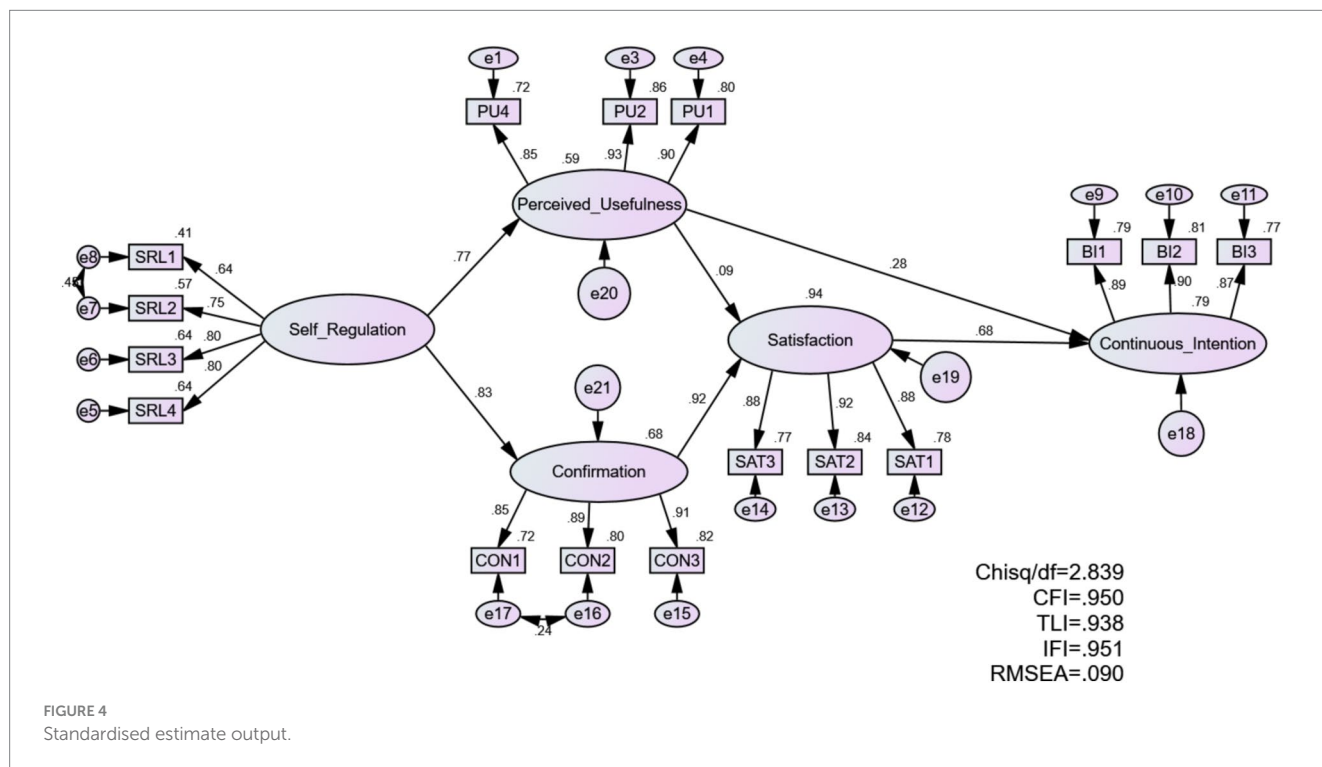 e1
e3
e4
.72
.86
.80
PU4
PU2
PU1
.85
.59
.93
.90
Perceived_Usefulness
e20
e9
e10
e11
.79
.81
.77
BI1
BI2
BI3
.89
.90
.87
.79
Continuous_Intention
e18
.41
e8
SRL1
.64
.45
.57
e7
SRL2
.75
.64
.80
e6
SRL3
.80
.64
e5
SRL4
Self_Regulation
.77
.83
.28
.09
.94
Satisfaction
.68
e19
.92
e21
.68
Confirmation
.88
.92
.88
.77
.84
.78
SAT3
SAT2
SAT1
e14
e13
e12
.85
.89
.91
.72
.80
.82
CON1
CON2
CON3
e17
e16
e15
.24
Chisq/df=2.839
CFI=.950
TLI=.938
IFI=.951
RMSEA=.090
FIGURE 4
Standardised estimate output.